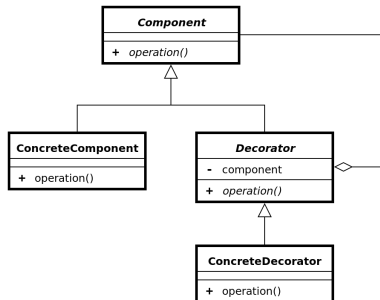 Component
+ operation()
ConcreteComponent
+ operation()
Decorator
- component
+ operation()
ConcreteDecorator
+ operation()